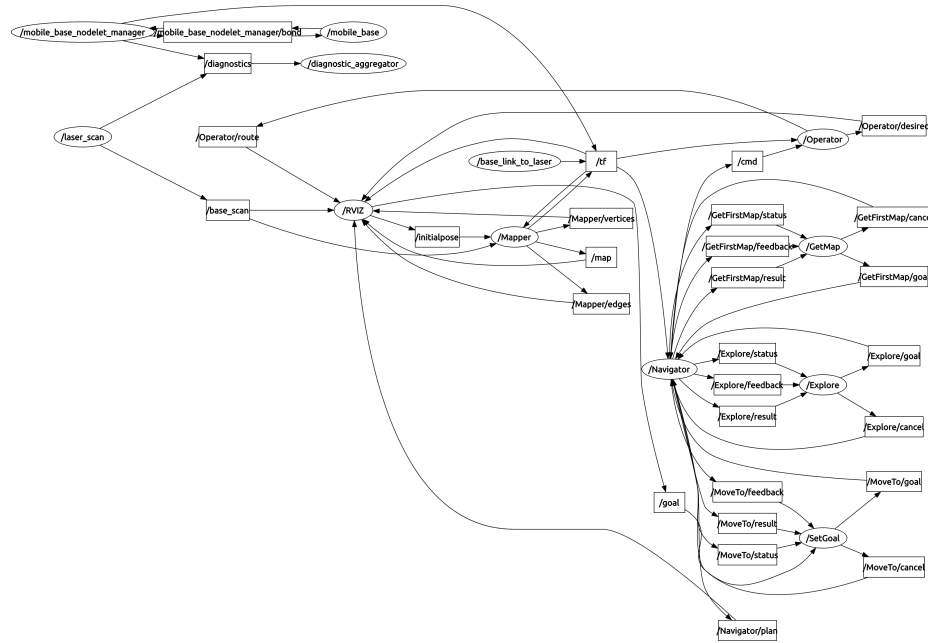 /mobile_base_nodelet_manager
/mobile_base_nodelet_manager/bond
/mobile_base
/diagnostics
/diagnostic_aggregator
/laser_scan
/Operator/route
/Operator
/Operator/desired
/base_link_to_laser
/tf
/cmd
/base_scan
/RVIZ
/initialpose
/Mapper
/Mapper/vertices
/map
/Mapper/edges
/GetFirstMap/status
/GetFirstMap/feedback
/GetFirstMap/result
/GetMap
/GetFirstMap/cance
/GetFirstMap/goa
/Navigator
/Explore/status
/Explore/feedback
/Explore/result
/Explore
/Explore/goal
/Explore/cancel
/goal
/MoveTo/feedback
/MoveTo/result
/MoveTo/status
/SetGoal
/MoveTo/goal
/MoveTo/cancel
/Navigator/plan